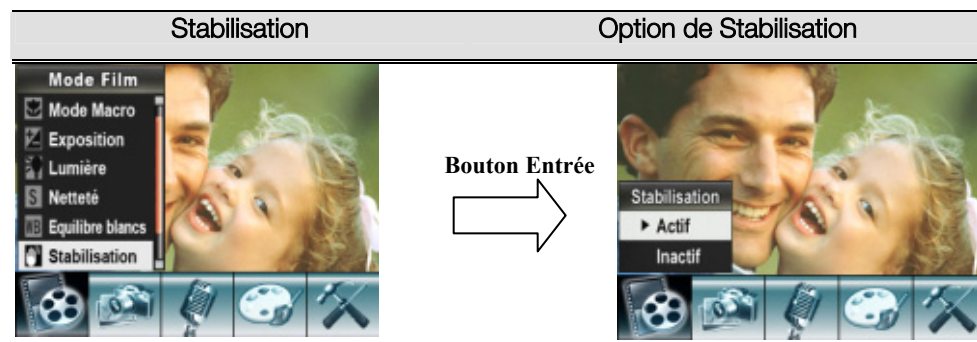 Stabilisation
Option de Stabilisation
Mode Film
Mode Macro
Exposition
Lumière
S Netteté
WB Equilibre blancs
Stabilisation
Bouton Entrée
Stabilisation
Actif
Inactif